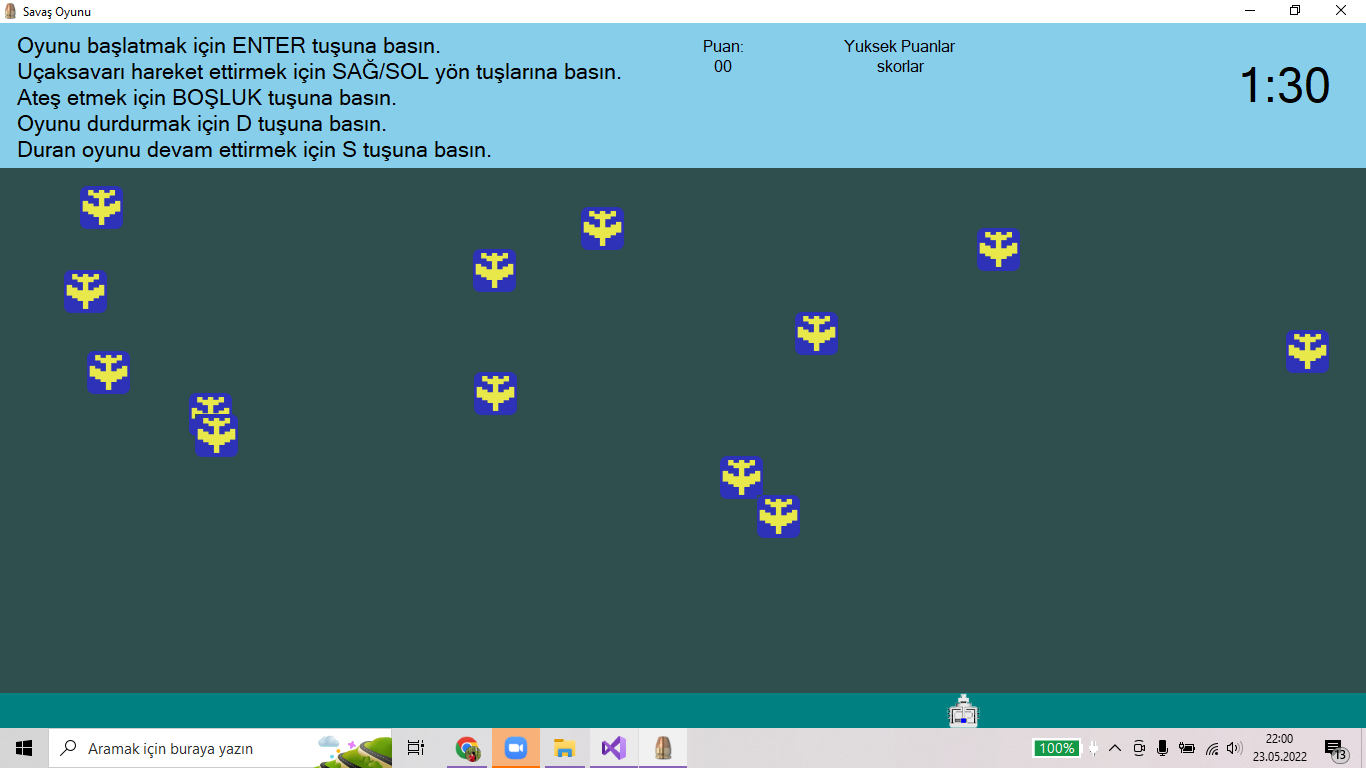 Savaş Oyunu
Oyunu başlatmak için ENTER tuşuna basın.
Uçaksavarı hareket ettirmek için SAĞ/SOL yön tuşlarına basın.
Ateş etmek için BOŞLUK tuşuna basın.
Oyunu durdurmak için D tuşuna basın.
Duran oyunu devam ettirmek için S tuşuna basın.
Puan:
00
Yuksek Puanlar
skorlar
1:30
Aramak için buraya yazın
100%
22:00
23.05.2022
13